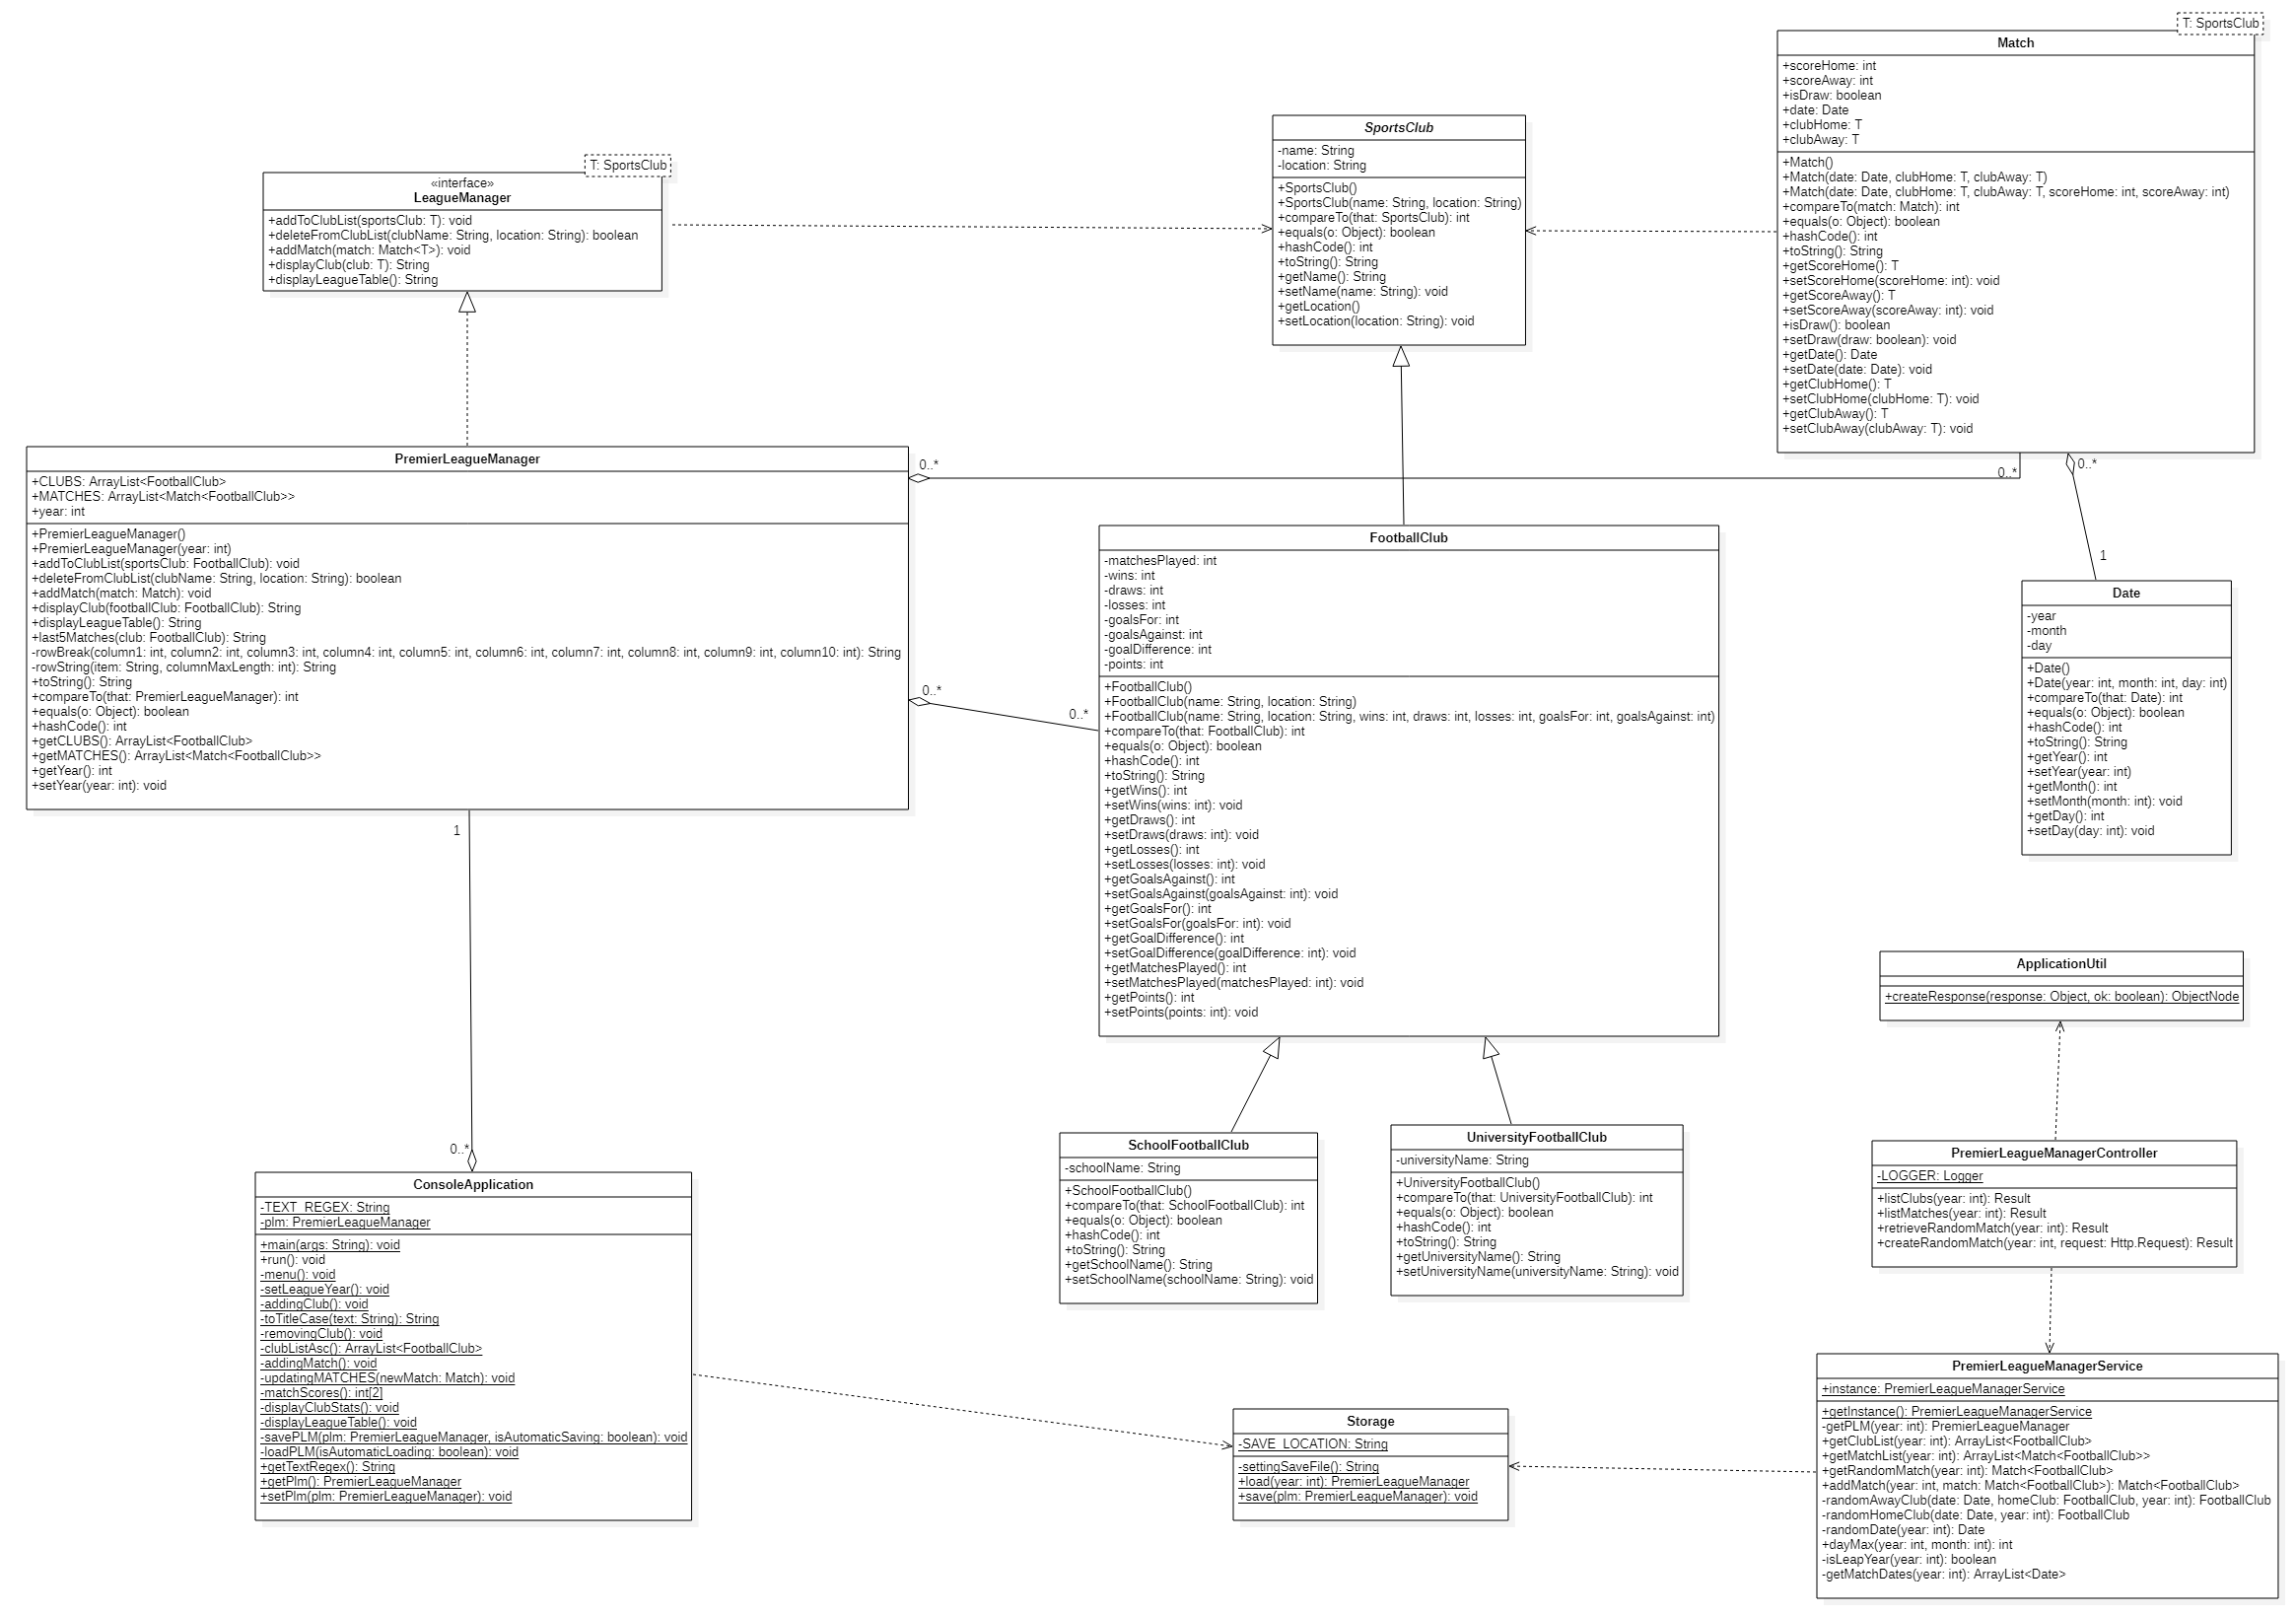 T: SportsClub
Match
+scoreHome: int
+scoreAway: int
+isDraw: boolean
+date: Date
+clubHome: T
+clubAway: T
+Match()
+Match(date: Date, clubHome: T, clubAway: T)
+Match(date: Date, clubHome: T, clubAway: T, scoreHome: int, scoreAway: int)
+compareTo(match: Match): int
+equals(o: Object): boolean
+hashCode(): int
+toString(): String
+getScoreHome(): T
+setScoreHome(scoreHome: int): void
+getScoreAway(): T
+setScoreAway(scoreAway: int): void
+isDraw(): boolean
+setDraw(draw: boolean): void
+getDate(): Date
+setDate(date: Date): void
+getClubHome(): T
+setClubHome(clubHome: T): void
+getClubAway(): T
+setClubAway(clubAway: T): void
SportsClub
-name: String
-location: String
+SportsClub()
+SportsClub(name: String, location: String)
+compareTo(that: SportsClub): int
+equals(o: Object): boolean
+hashCode(): int
+toString(): String
+getName(): String
+setName(name: String): void
+getLocation()
+setLocation(location: String): void
T: SportsClub
«interface»
LeagueManager
+addToClubList(sportsClub: T): void
+deleteFromClubList(clubName: String, location: String): boolean
+addMatch(match: Match<T>): void
+displayClub(club: T): String
+displayLeagueTable(): String
PremierLeagueManager
+CLUBS: ArrayList<FootballClub>
+MATCHES: ArrayList<Match<FootballClub>>
+year: int
+PremierLeagueManager()
+PremierLeagueManager(year: int)
+addToClubList(sportsClub: FootballClub): void
+deleteFromClubList(clubName: String, location: String): boolean
+addMatch(match: Match): void
+displayClub(footballClub: FootballClub): String
+displayLeagueTable(): String
+last5Matches(club: FootballClub): String
-rowBreak(column1: int, column2: int, column3: int, column4: int, column5: int, column6: int, column7: int, column8: int, column9: int, column10: int): String
-rowString(item: String, columnMaxLength: int): String
+toString(): String
+compareTo(that: PremierLeagueManager): int
+equals(o: Object): boolean
+hashCode(): int
+getCLUBS(): ArrayList<FootballClub>
+getMATCHES(): ArrayList<Match<FootballClub>>
+getYear(): int
+setYear(year: int): void
0..*
0..*
0..*
0..*
0..*
1
FootballClub
-matchesPlayed: int
-wins: int
-draws: int
-losses: int
-goalsFor: int
-goalsAgainst: int
-goalDifference: int
-points: int
+FootballClub()
+FootballClub(name: String, location: String)
+FootballClub(name: String, location: String, wins: int, draws: int, losses: int, goalsFor: int, goalsAgainst: int)
+compareTo(that: FootballClub): int
+equals(o: Object): boolean
+hashCode(): int
+toString(): String
+getWins(): int
+setWins(wins: int): void
+getDraws(): int
+setDraws(draws: int): void
+getLosses(): int
+setLosses(losses: int): void
+getGoalsAgainst(): int
+setGoalsAgainst(goalsAgainst: int): void
+getGoalsFor(): int
+setGoalsFor(goalsFor: int): void
+getGoalDifference(): int
+setGoalDifference(goalDifference: int): void
+getMatchesPlayed(): int
+setMatchesPlayed(matchesPlayed: int): void
+getPoints(): int
+setPoints(points: int): void
Date
-year
-month
-day
+Date()
+Date(year: int, month: int, day: int)
+compareTo(that: Date): int
+equals(o: Object): boolean
+hashCode(): int
+toString(): String
+getYear(): int
+setYear(year: int)
+getMonth(): int
+setMonth(month: int): void
+getDay(): int
+setDay(day: int): void
1
0..*
ApplicationUtil
+createResponse(response: Object, ok: boolean): ObjectNode
SchoolFootballClub
-schoolName: String
+SchoolFootballClub()
+compareTo(that: SchoolFootballClub): int
+equals(o: Object): boolean
+hashCode(): int
+toString(): String
+getSchoolName(): String
+setSchoolName(schoolName: String): void
UniversityFootballClub
-universityName: String
+UniversityFootballClub()
+compareTo(that: UniversityFootballClub): int
+equals(o: Object): boolean
+hashCode(): int
+toString(): String
+getUniversityName(): String
+setUniversityName(universityName: String): void
PremierLeagueManagerController
-LOGGER: Logger
+listClubs(year: int): Result
+listMatches(year: int): Result
+retrieveRandomMatch(year: int): Result
+createRandomMatch(year: int, request: Http.Request): Result
ConsoleApplication
-TEXT_REGEX: String
-plm: PremierLeagueManager
+main(args: String): void
+run(): void
-menu(): void
-setLeagueYear(): void
-addingClub(): void
-toTitleCase(text: String): String
-removingClub(): void
-clubListAsc(): ArrayList<FootballClub>
-addingMatch(): void
-updatingMATCHES(newMatch: Match): void
-matchScores(): int[2]
-displayClubStats(): void
-displayLeagueTable(): void
-savePLM(plm: PremierLeagueManager, isAutomaticSaving: boolean): void
-loadPLM(isAutomaticLoading: boolean): void
+getTextRegex(): String
+getPlm(): PremierLeagueManager
+setPlm(plm: PremierLeagueManager): void
Storage
-SAVE_LOCATION: String
-settingSaveFile(): String
+load(year: int): PremierLeagueManager
+save(plm: PremierLeagueManager): void
PremierLeagueManagerService
+instance: PremierLeagueManagerService
+getInstance(): PremierLeagueManagerService
-getPLM(year: int): PremierLeagueManager
+getClubList(year: int): ArrayList<FootballClub>
+getMatchList(year: int): ArrayList<Match<FootballClub>>
+getRandomMatch(year: int): Match<FootballClub>
+addMatch(year: int, match: Match<FootballClub>): Match<FootballClub>
-randomAwayClub(date: Date, homeClub: FootballClub, year: int): FootballClub
-randomHomeClub(date: Date, year: int): FootballClub
-randomDate(year: int): Date
+dayMax(year: int, month: int): int
-isLeapYear(year: int): boolean
-getMatchDates(year: int): ArrayList<Date>